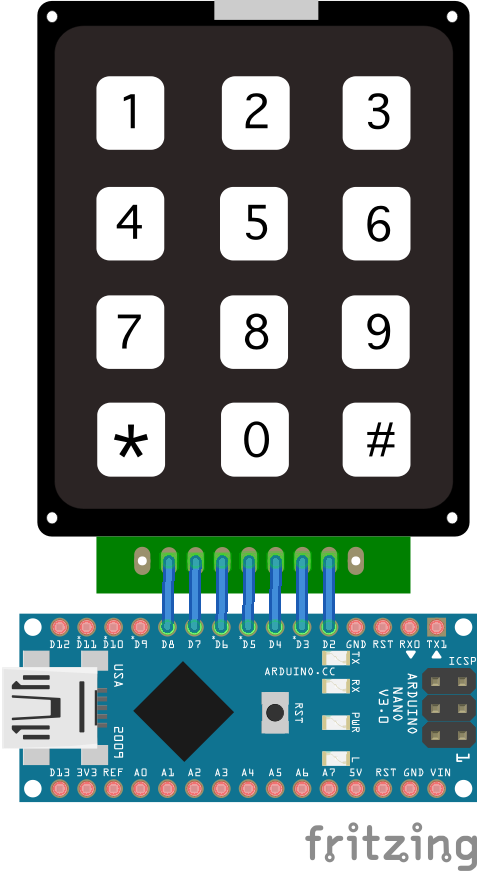 1 2 3
4 5 6
7 8 9
* 0 #
D12 *D11 *D10 *D9 D8 D7 *D6 *D5 D4 *D3 D2 GND RST RX0 TX1
TX
ICSP
USA
ARDUINO.CC
RX
ARDUINO
NANO
V3.0
RST
PWR
2009
L
1
D13 3V3 REF A0 A1 A2 A3 A4 A5 A6 A7 5V RST GND VIN
fritzing